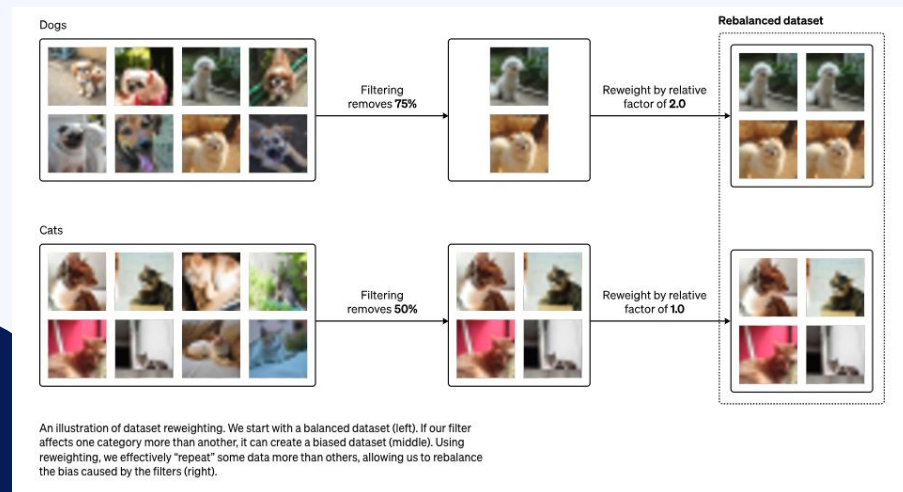 Dogs
Rebalanced dataset
Filtering
removes 75%
Reweight by relative
factor of 2.0
Cats
Filtering
removes 50%
Reweight by relative
factor of 1.0
An illustration of dataset reweighting. We start with a balanced dataset (left). If our filter
affects one category more than another, it can create a biased dataset (middle). Using
reweighting, we effectively “repeat” some data more than others, allowing us to rebalance
the bias caused by the filters (right).